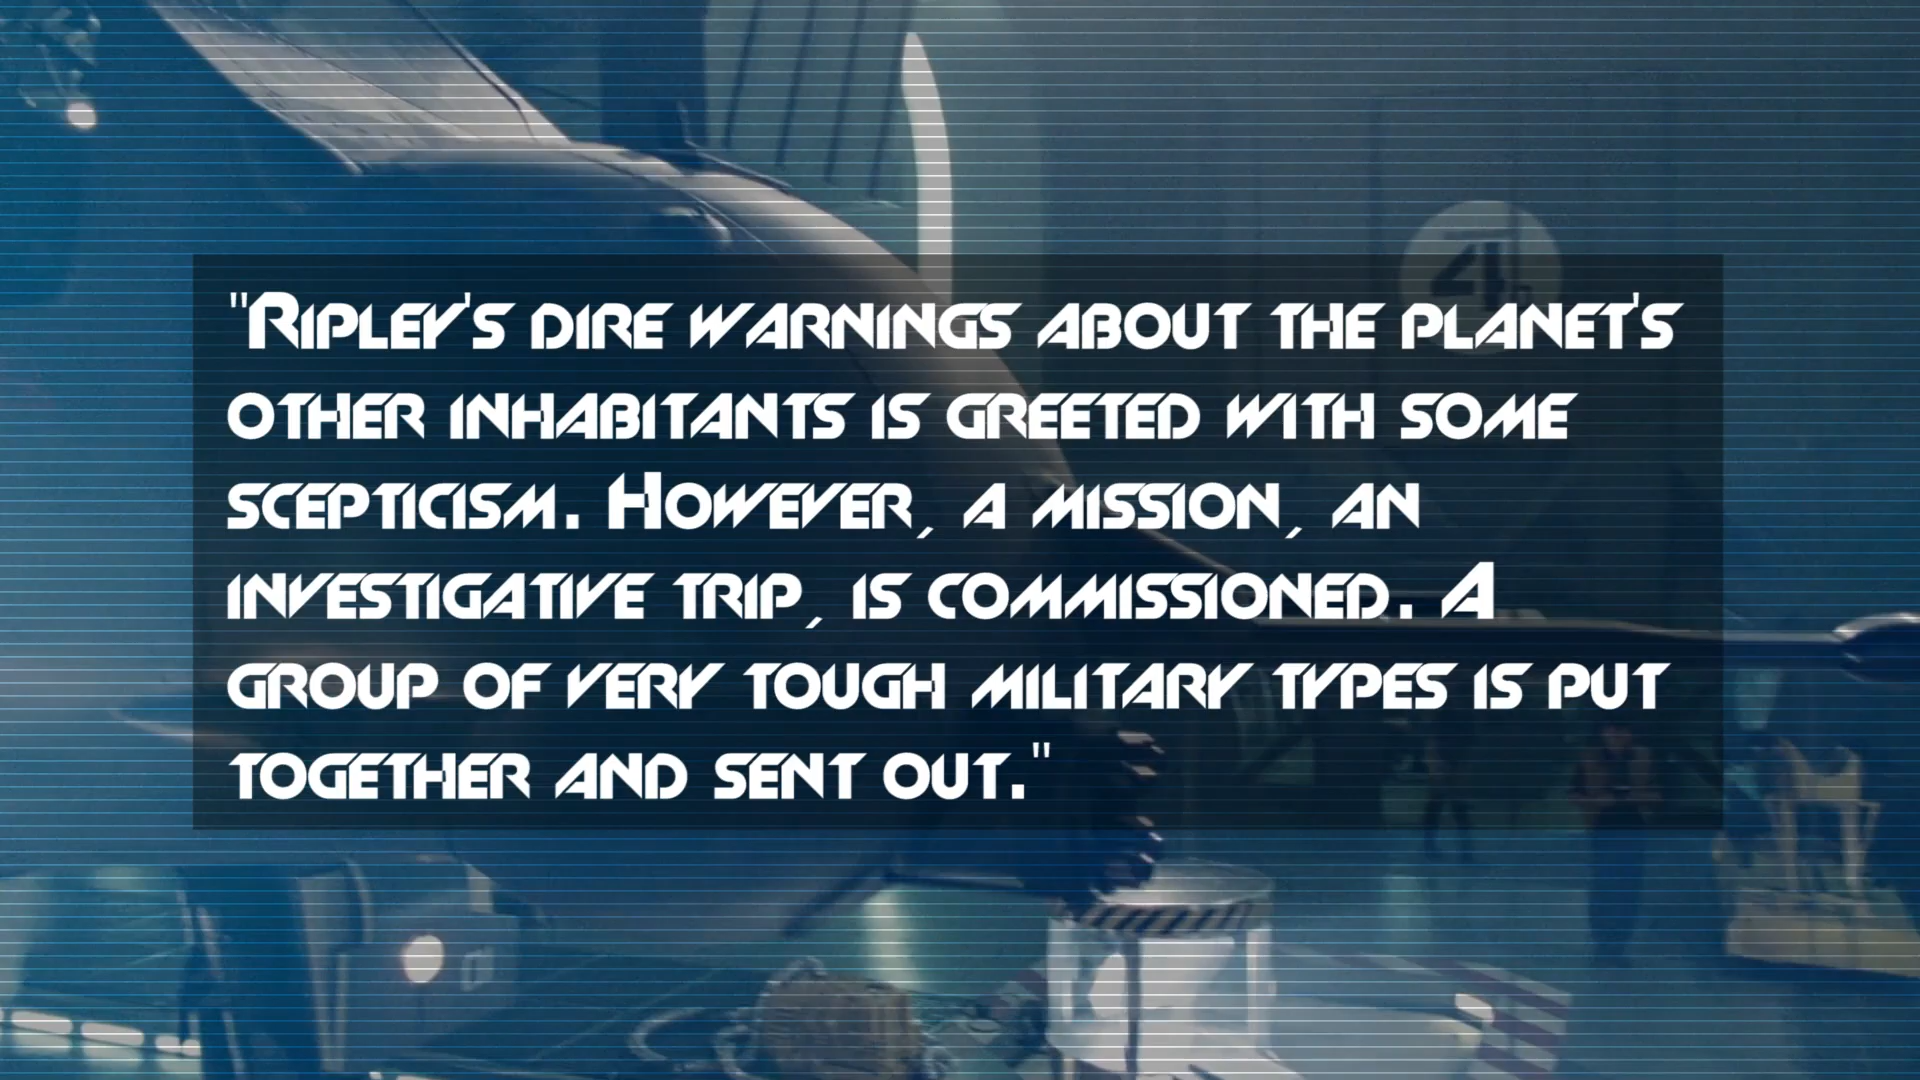 "Ripley's dire warnings about the planet's
other inhabitants is greeted with some
scepticism. However, a mission, an
investigative trip, is commissioned. A
group of very tough military types is put
together and sent out."
4